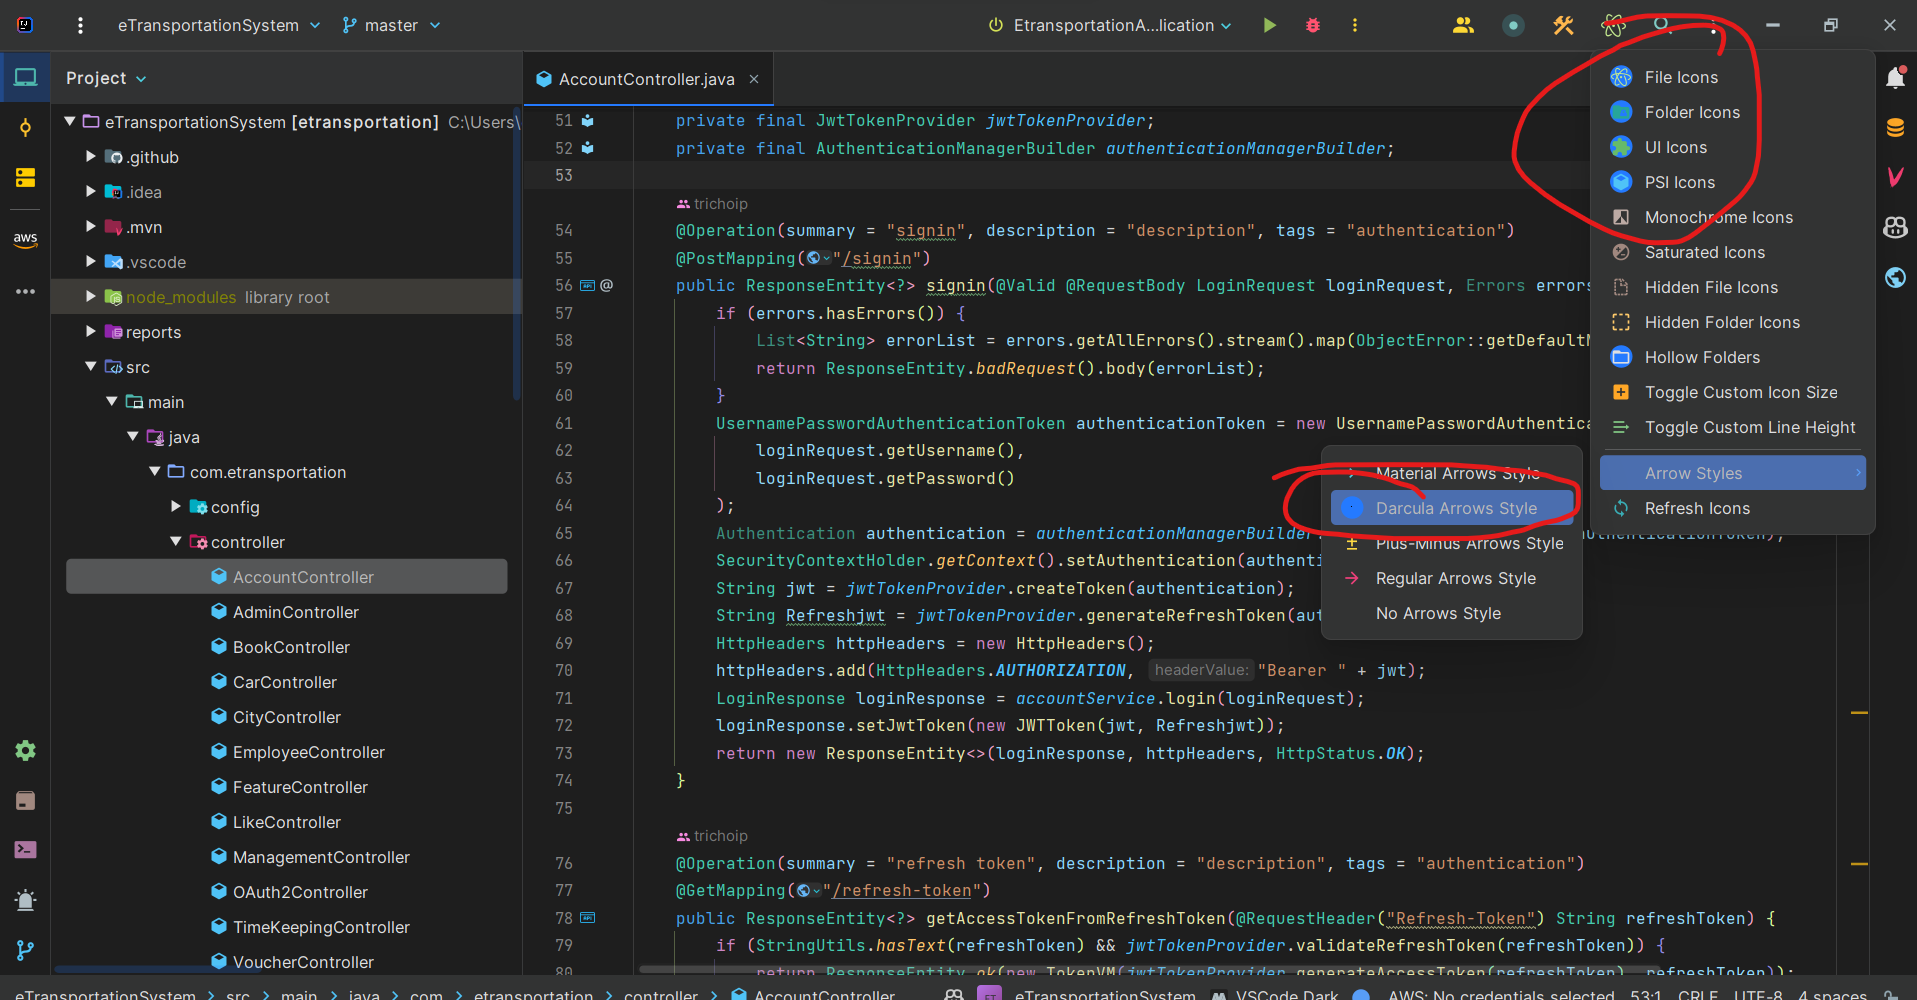 eTransportationSystem master EtransportationA...lication
Project
AccountController.java
File Icons
Folder Icons
UI Icons
PSI Icons
Monochrome Icons
Saturated Icons
Hidden File Icons
Hidden Folder Icons
Hollow Folders
Toggle Custom Icon Size
Toggle Custom Line Height
Arrow Styles
Refresh Icons
Material Arrows Style
Darcula Arrows Style
Plus-Minus Arrows Style
Regular Arrows Style
No Arrows Style
aws
eTransportationSystem [etransportation] C:\Users\
.github
.idea
.mvn
.vscode
node_modules library root
reports
src
main
java
com.etransportation
config
controller
AccountController
AdminController
BookController
CarController
CityController
EmployeeController
FeatureController
LikeController
ManagementController
OAuth2Controller
TimeKeepingController
VoucherController
51 private final JwtTokenProvider jwtTokenProvider;
52 private final AuthenticationManagerBuilder authenticationManagerBuilder;
53
trichoip
54 @Operation(summary = "signin", description = "description", tags = "authentication")
55 @PostMapping("/signin")
56 public ResponseEntity<?> signin(@Valid @RequestBody LoginRequest loginRequest, Errors errors
57 if (errors.hasErrors()) {
58 List<String> errorList = errors.getAllErrors().stream().map(ObjectError::getDefaultM
59 return ResponseEntity.badRequest().body(errorList);
60 }
61 UsernamePasswordAuthenticationToken authenticationToken = new UsernamePasswordAuthentica
62 loginRequest.getUsername(),
63 loginRequest.getPassword()
64 );
65 Authentication authentication = authenticationManagerBuilder. uthenticationToken);
66 SecurityContextHolder.getContext().setAuthentication(authenti
67 String jwt = jwtTokenProvider.createToken(authentication);
68 String Refreshjwt = jwtTokenProvider.generateRefreshToken(aut
69 HttpHeaders httpHeaders = new HttpHeaders();
70 httpHeaders.add(HttpHeaders.AUTHORIZATION, headerValue: "Bearer " + jwt);
71 LoginResponse loginResponse = accountService.login(loginRequest);
72 loginResponse.setJwtToken(new JWTToken(jwt, Refreshjwt));
73 return new ResponseEntity<>(loginResponse, httpHeaders, HttpStatus.OK);
74 }
75
trichoip
76 @Operation(summary = "refresh token", description = "description", tags = "authentication")
77 @GetMapping("/refresh-token")
78 public ResponseEntity<?> getAccessTokenFromRefreshToken(@RequestHeader("Refresh-Token") String refreshToken) {
79 if (StringUtils.hasText(refreshToken) && jwtTokenProvider.validateRefreshToken(refreshToken)) {
80 return ResponseEntity.ok(new TokenVM(jwtTokenProvider.generateAccessToken(refreshToken), refreshToken));
eTransportationSystem > src > main > java > com > etransportation > controller > AccountController ET eTransportationSystem VSCode Dark AWS: No credentials selected 53:1 CRLF UTF-8 4 spaces